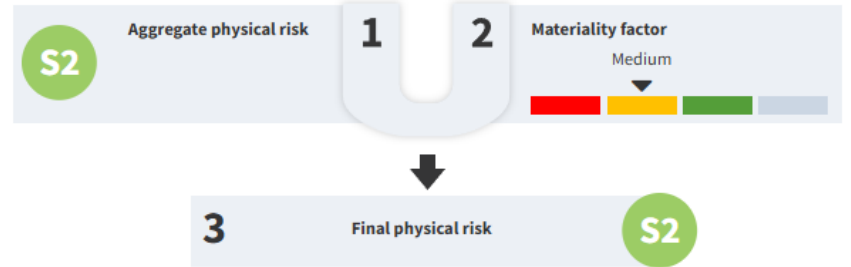 S2
Aggregate physical risk
1
2
Materiality factor
Medium
3
Final physical risk
S2